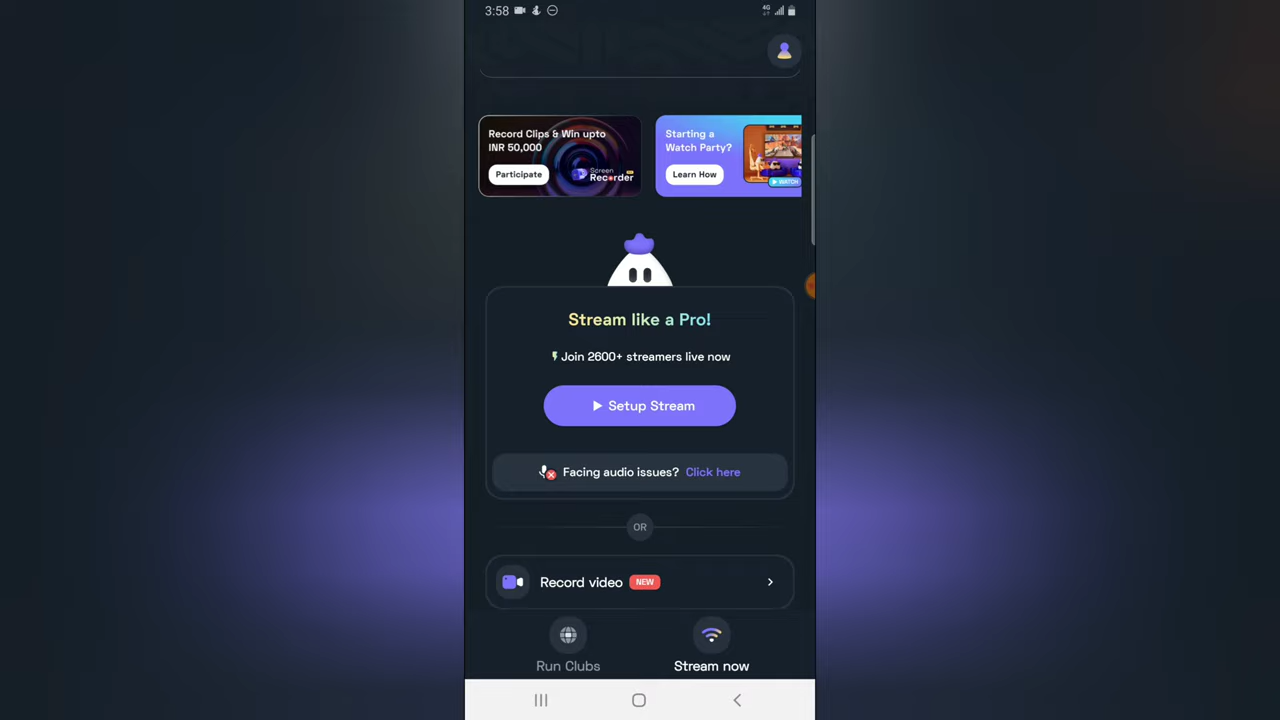 3:58
4G
Record Clips & Win upto
INR 50,000
Participate
Screen
Recorder
Starting a
Watch Party?
Learn How
WATCH
Stream like a Pro!
Join 2600+ streamers live now
Setup Stream
Facing audio issues? Click here
OR
Record video NEW
Run Clubs
Stream now